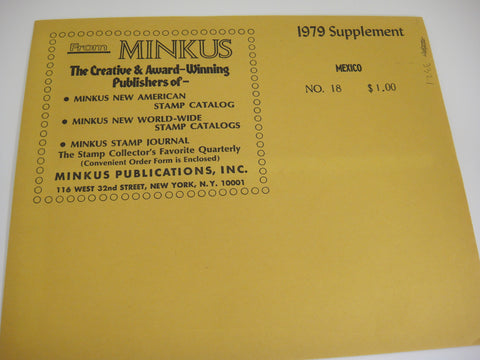 From MINKUS
The Creative & Award-Winning
Publishers of-
• MINKUS NEW AMERICAN
STAMP CATALOG
• MINKUS NEW WORLD-WIDE
STAMP CATALOGS
• MINKUS STAMP JOURNAL
The Stamp Collector's Favorite Quarterly
(Convenient Order Form is Enclosed)
MINKUS PUBLICATIONS, INC.
116 WEST 32nd STREET, NEW YORK, N.Y. 10001
1979 Supplement
MEXICO
NO. 18 $1.00